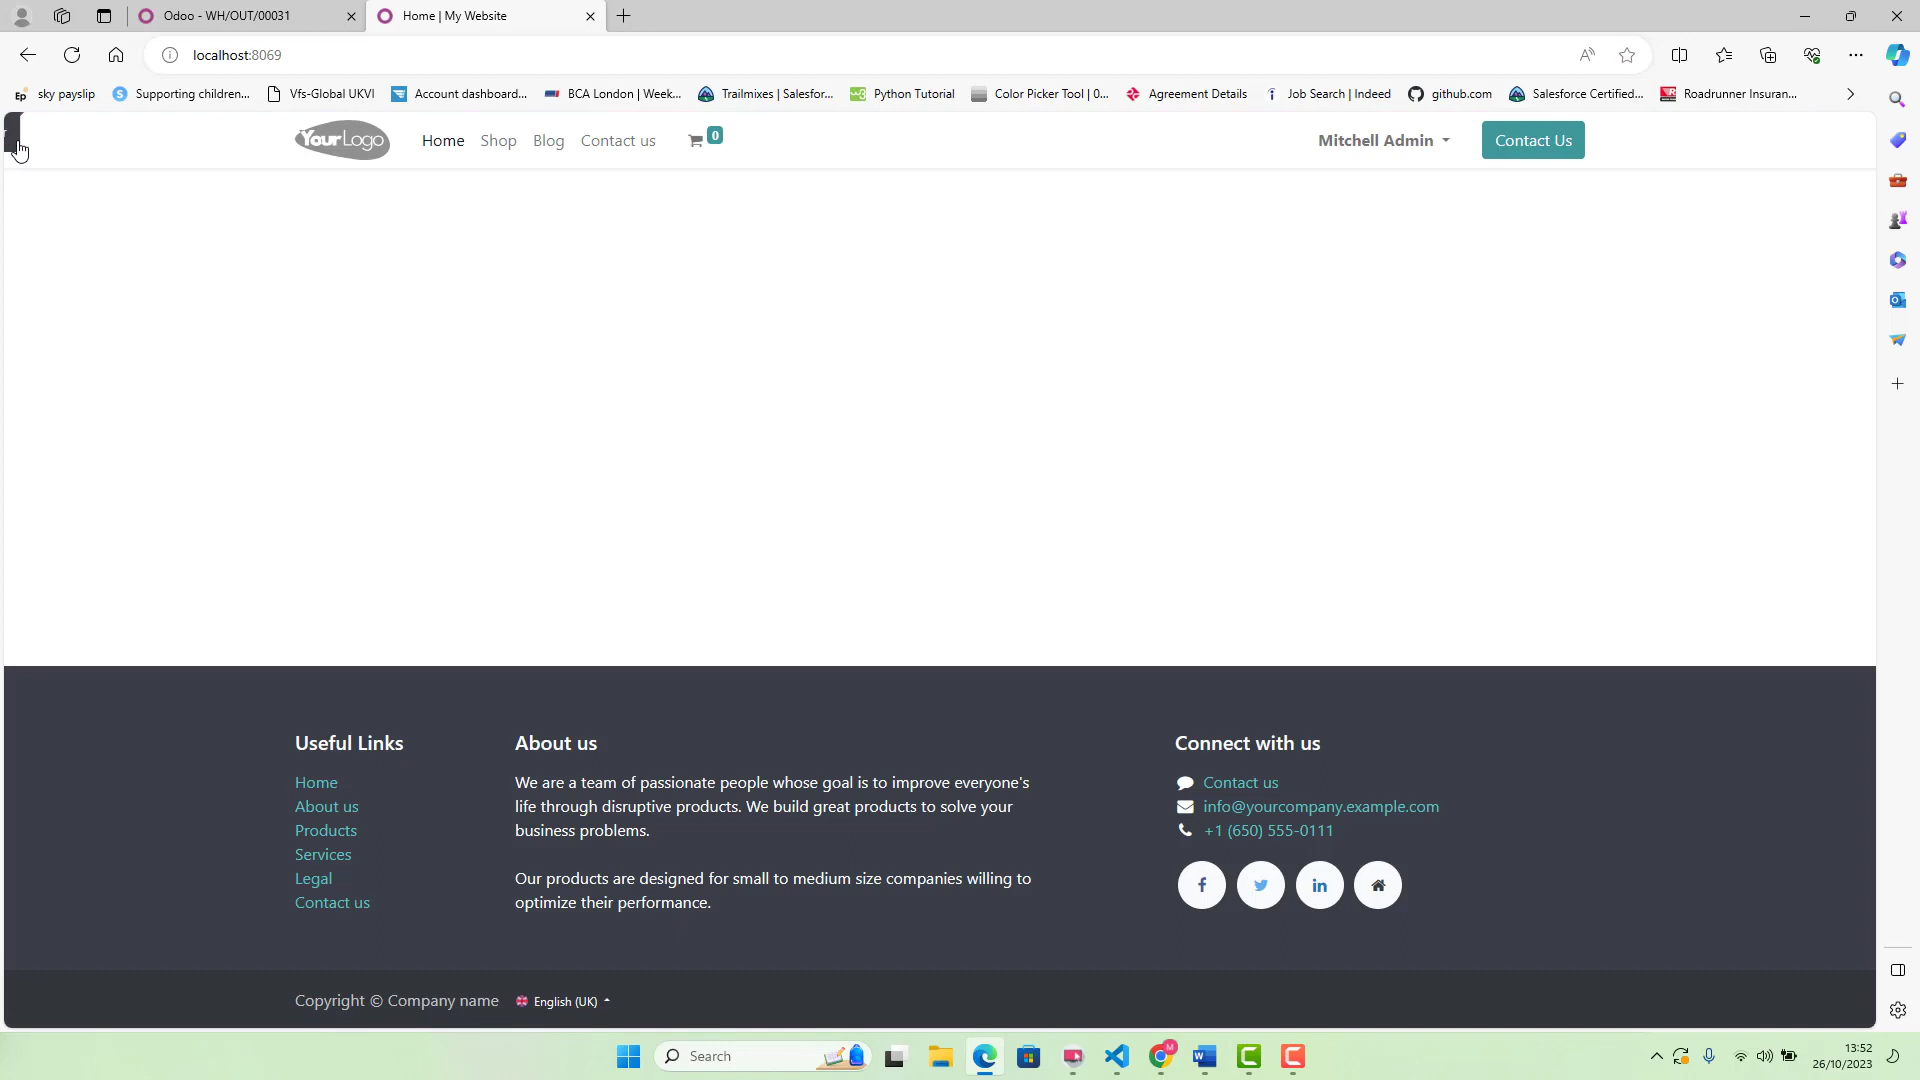 Odoo - WH/OUT/00031
Home | My Website
localhost:8069
sky payslip
Supporting children...
Vfs-Global UKVI
Account dashboard...
BCA London | Week...
Trailmixes | Salesfor...
Python Tutorial
Color Picker Tool | 0...
Agreement Details
Job Search | Indeed
github.com
Salesforce Certified...
Roadrunner Insuran...
YourLogo
Home
Shop
Blog
Contact us
0
Mitchell Admin
Contact Us
Useful Links
Home
About us
Products
Services
Legal
Contact us
About us
We are a team of passionate people whose goal is to improve everyone's
life through disruptive products. We build great products to solve your
business problems.
Our products are designed for small to medium size companies willing to
optimize their performance.
Connect with us
Contact us
info@yourcompany.example.com
+1 (650) 555-0111
Copyright © Company name
English (UK)
Search
13:52
26/10/2023